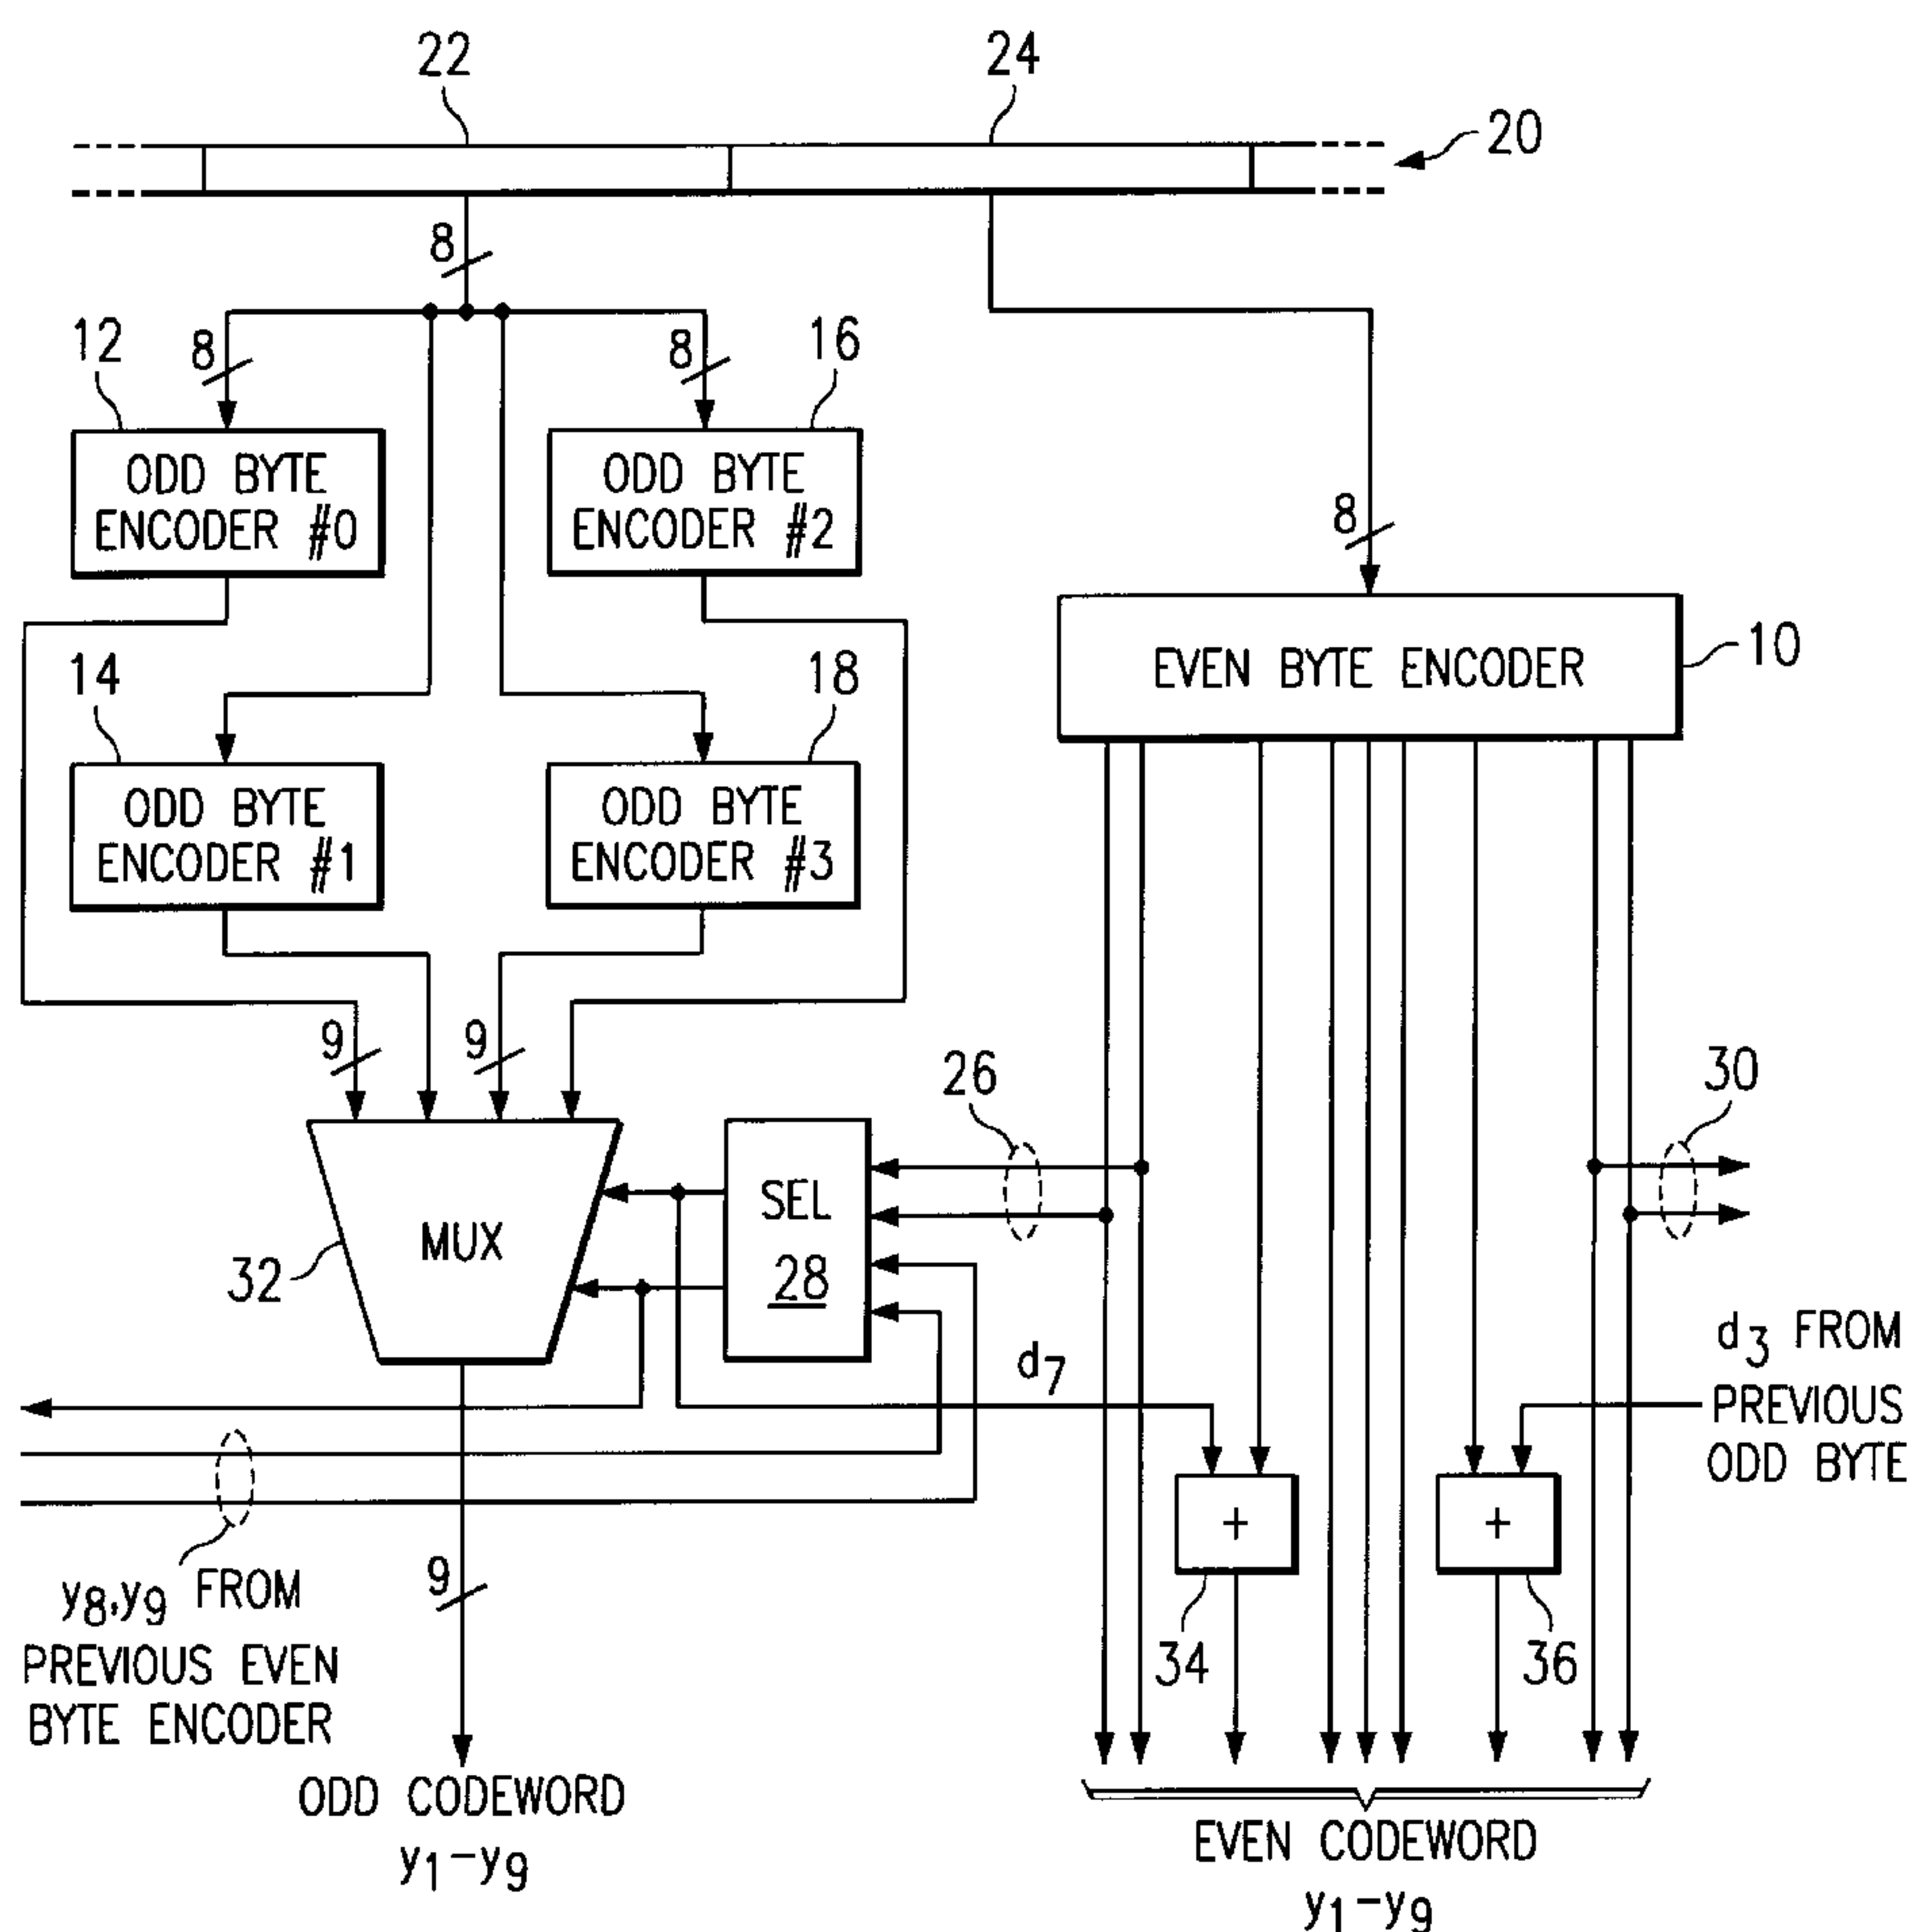 22
24
20
8
12
8
8
16
ODD BYTE
ENCODER #0
ODD BYTE
ENCODER #2
8
14
18
EVEN BYTE ENCODER
10
ODD BYTE
ENCODER #1
ODD BYTE
ENCODER #3
9
9
26
30
SEL
28
MUX
32
d7
d3 FROM
PREVIOUS
ODD BYTE
+
+
y8,y9 FROM
PREVIOUS EVEN
BYTE ENCODER
9
34
36
ODD CODEWORD
y1-y9
EVEN CODEWORD
y1-y9